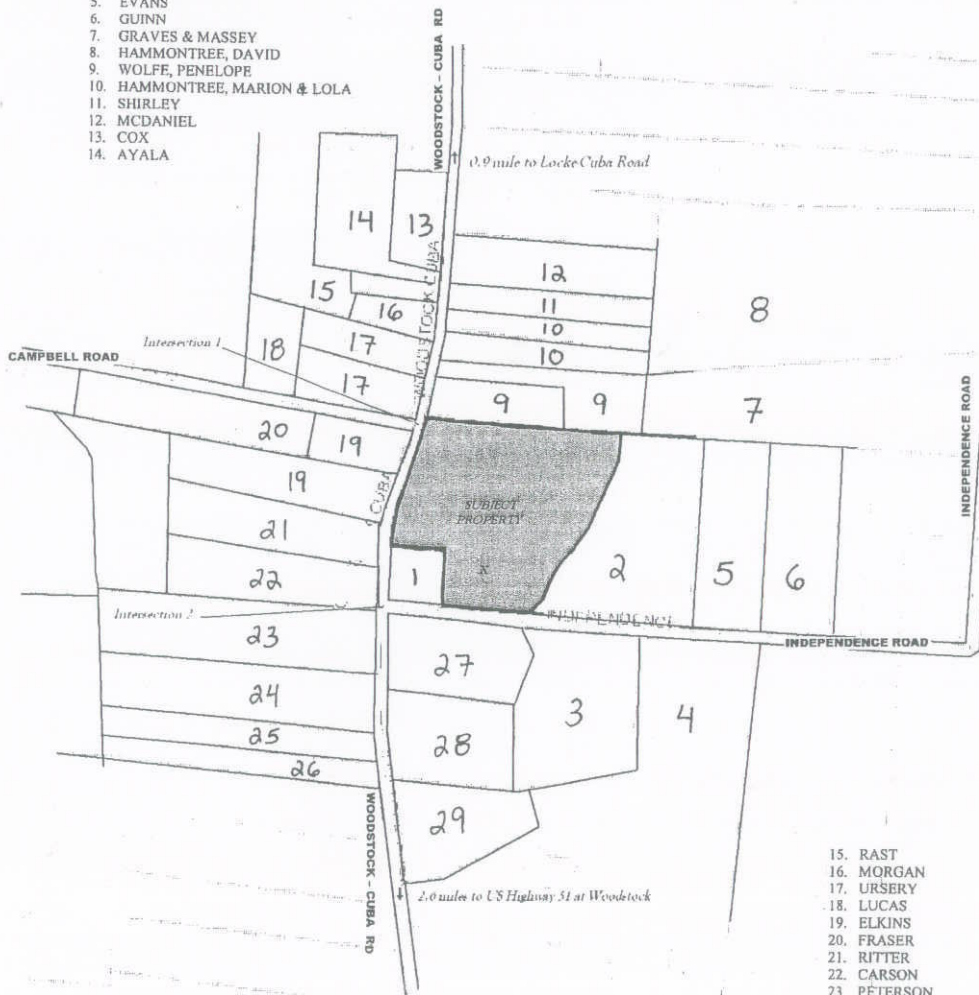 5. EVANS
6. GUINN
7. GRAVES & MASSEY
8. HAMMONTREE, DAVID
9. WOLFE, PENELOPE
10. HAMMONTREE, MARION & LOLA
11. SHIRLEY
12. MCDANIEL
13. COX
14. AYALA
WOODSTOCK - CUBA RD
0.9 mile to Locke Cuba Road
14
13
12
11
10
10
8
15
16
17
17
18
WOODSTOCK CUBA
Intersection 1
CAMPBELL ROAD
9
9
7
20
19
19
CUBA
SUBJECT
PROPERTY
X
INDEPENDENCE ROAD
21
22
1
2
5
6
Intersection 2
INDEPENDENCE
INDEPENDENCE ROAD
23
24
25
26
27
28
3
4
29
WOODSTOCK - CUBA RD
2.6 miles to US Highway 51 at Woodstock
15. RAST
16. MORGAN
17. URSERY
18. LUCAS
19. ELKINS
20. FRASER
21. RITTER
22. CARSON
23. PETERSON